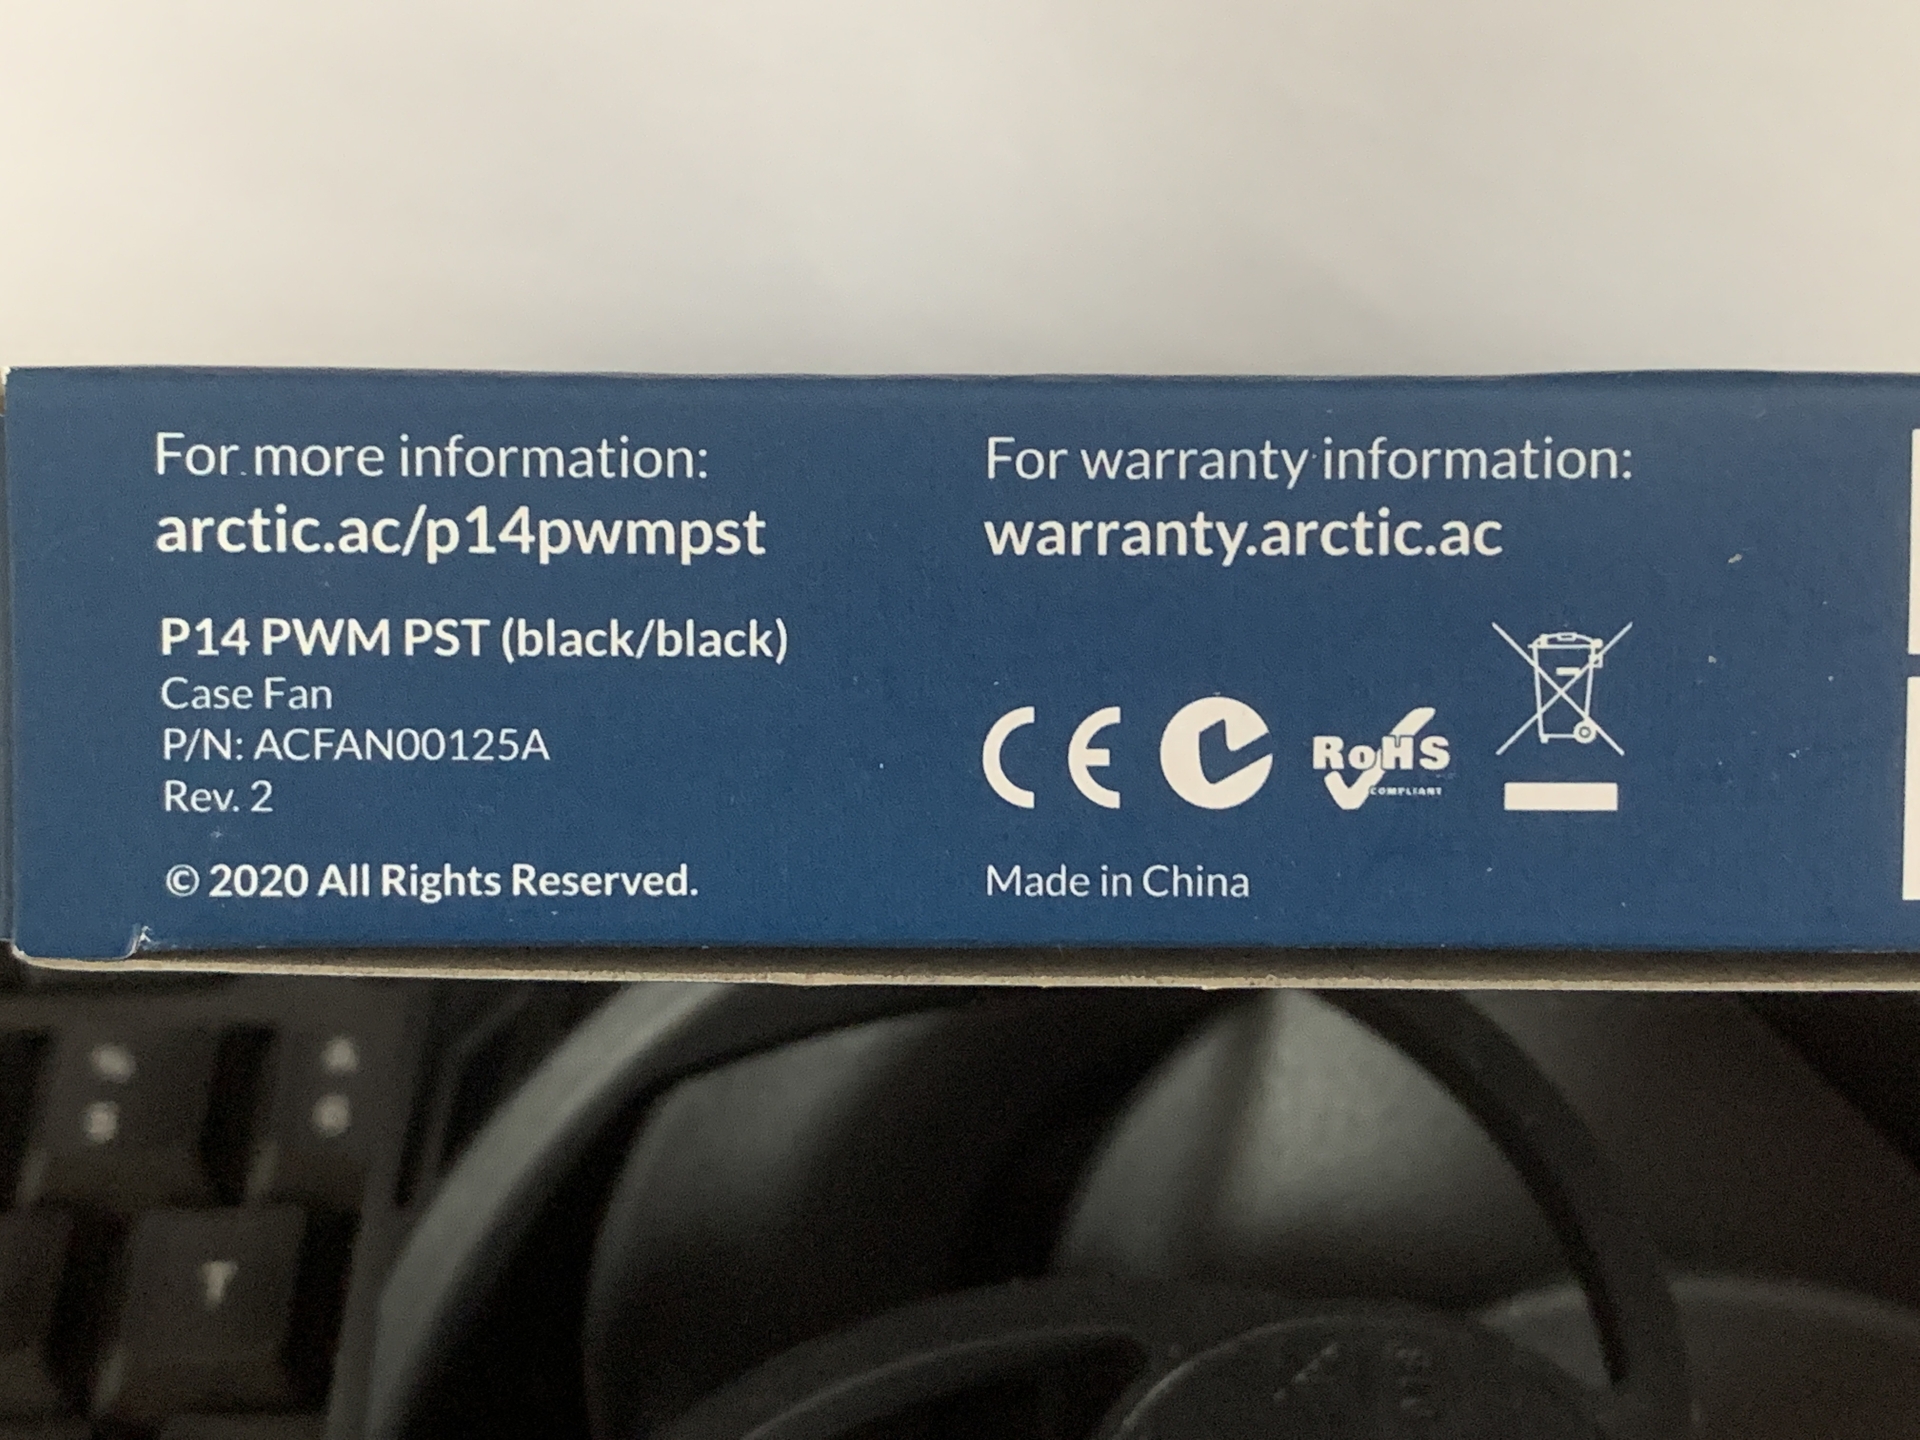 For more information:
arctic.ac/p14pwmpst
P14 PWM PST (black/black)
Case Fan
P/N: ACFAN00125A
Rev. 2
© 2020 All Rights Reserved.
For warranty information:
warranty.arctic.ac
CE
RoHS
COMPLIANT
Made in China
T